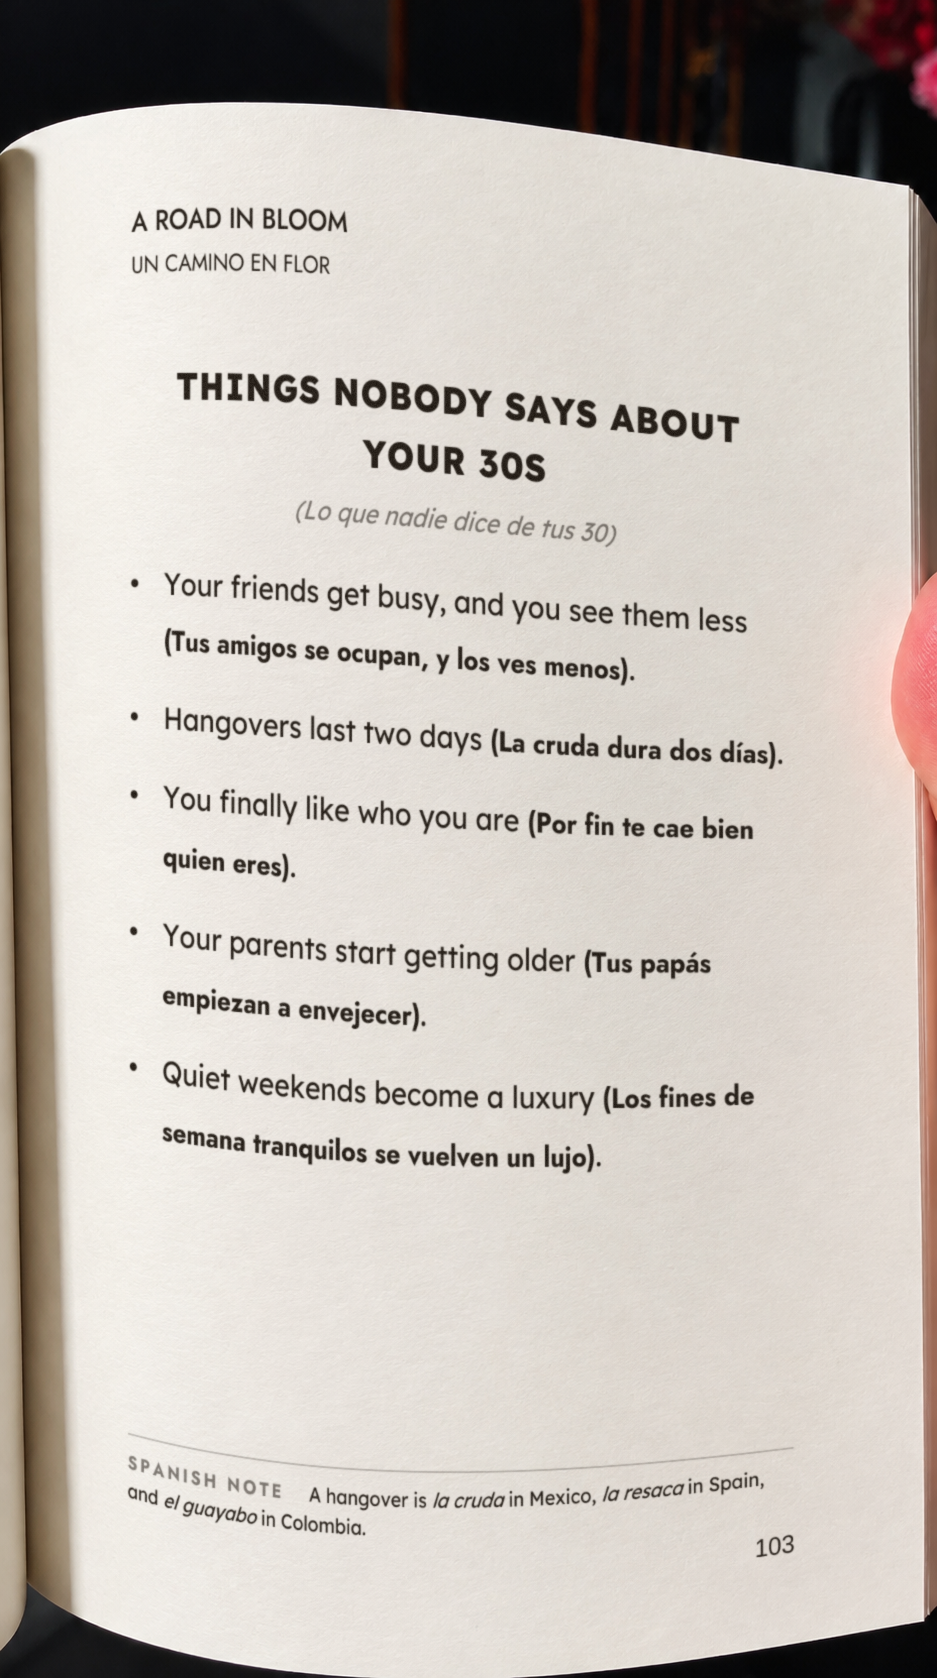 A ROAD IN BLOOM
UN CAMINO EN FLOR
THINGS NOBODY SAYS ABOUT
YOUR 30S
(Lo que nadie dice de tus 30)
• Your friends get busy, and you see them less
(Tus amigos se ocupan, y los ves menos).
• Hangovers last two days (La cruda dura dos días).
• You finally like who you are (Por fin te cae bien
quien eres).
• Your parents start getting older (Tus papás
empiezan a envejecer).
• Quiet weekends become a luxury (Los fines de
semana tranquilos se vuelven un lujo).
SPANISH NOTE A hangover is la cruda in Mexico, la resaca in Spain,
and el guayabo in Colombia.
103